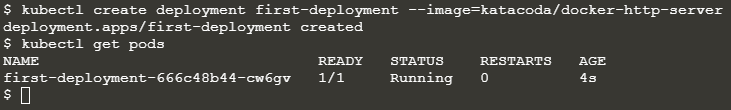 $ kubectl create deployment first-deployment --image=katacoda/docker-http-server
deployment.apps/first-deployment created
$ kubectl get pods
NAME READY STATUS RESTARTS AGE
first-deployment-666c48b44-cw6gv 1/1 Running 0 4s
$